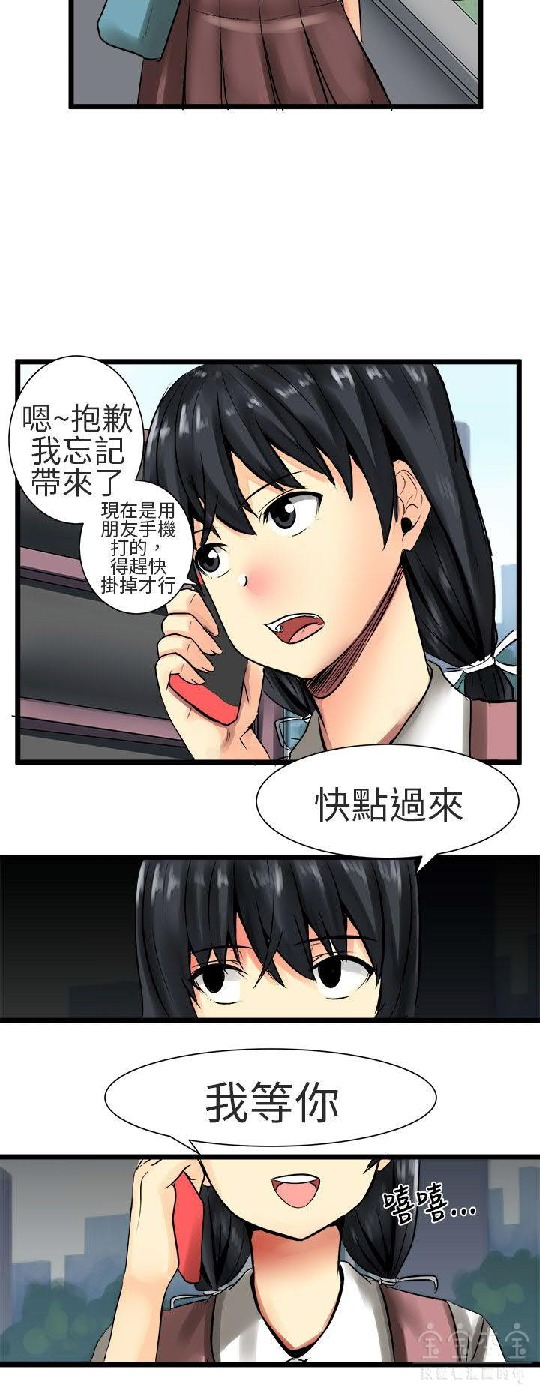 嗯~抱歉
我忘記
帶來了
現在是用
朋友手機
打的，
得趕快
掛掉才行
快點過來
我等你
嘻嘻...